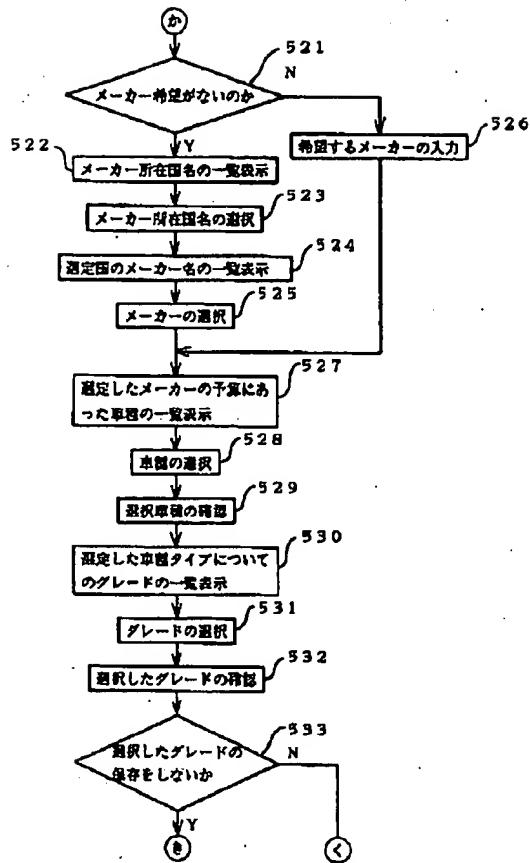 か
521
メーカー希望がないのか
N
Y
526
希望するメーカーの入力
522
メーカー所在国名の一覧表示
523
メーカー所在国名の選択
524
選定国のメーカー名の一覧表示
525
メーカーの選択
527
選定したメーカーの予算にあ
った車種の一覧表示
528
車種の選択
529
選択車種の確認
530
選定した車種タイプについて
のグレードの一覧表示
531
グレードの選択
532
選択したグレードの確認
533
選択したグレードの
保存をしないか
N
Y
き
く